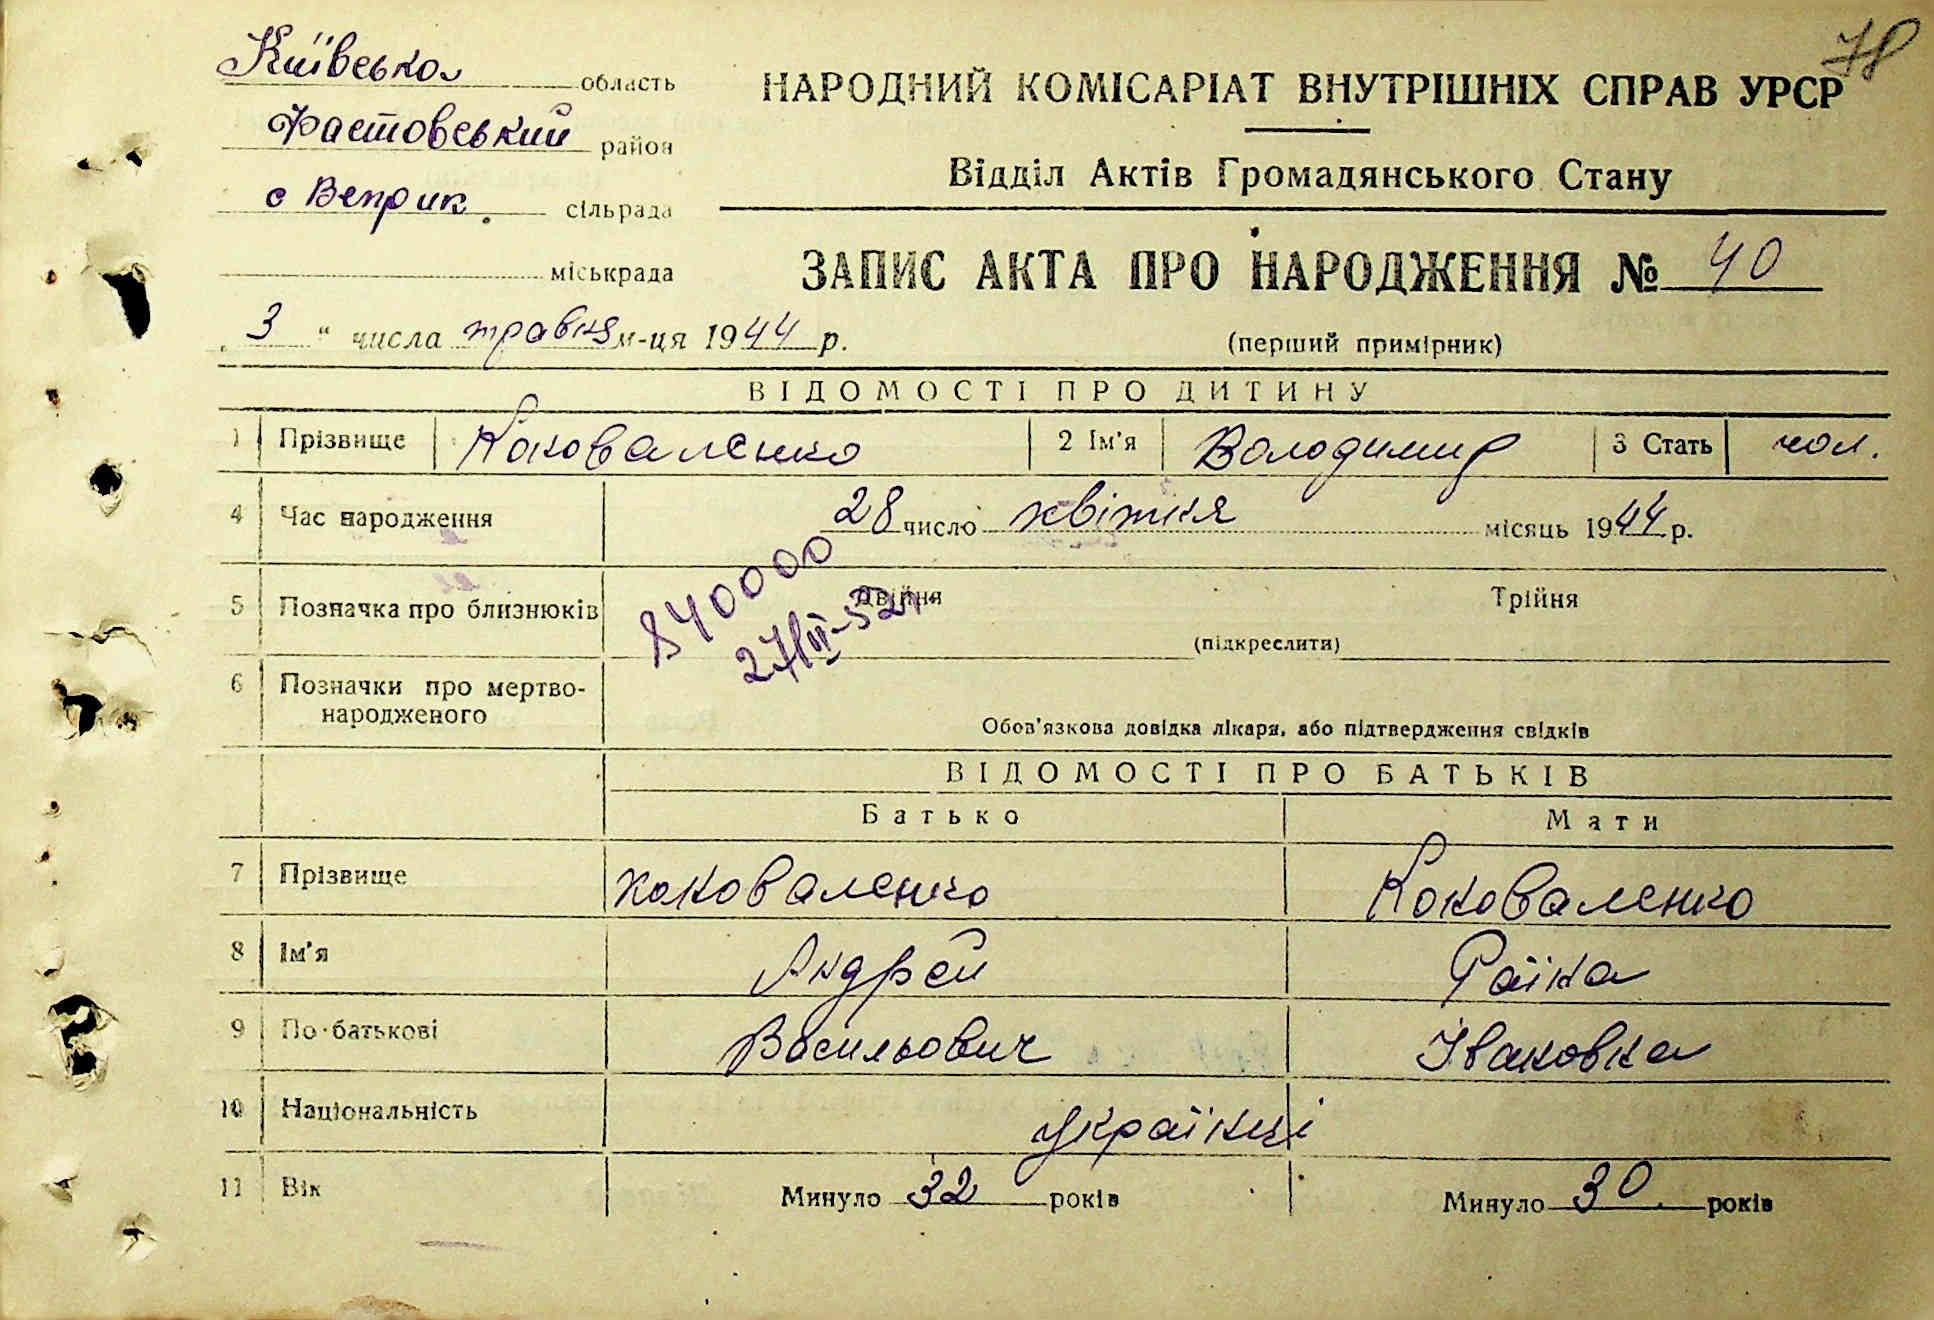 78
Київська область
Фастовський район
с Веприк сільрада
міськрада
НАРОДНИЙ КОМІСАРІАТ ВНУТРІШНІХ СПРАВ УРСР
Відділ Актів Громадянського Стану
ЗАПИС АКТА ПРО НАРОДЖЕННЯ № 40
„ 3 “ числа травня м-ця 1944 р.
(перший примірник)
ВІДОМОСТІ ПРО ДИТИНУ
1 Прізвище Коноваленко 2 Ім'я Володимир 3 Стать чол.
4 Час народження 28 число квітня місяць 1944 р.
5 Позначка про близнюків Двійня Трійня
(підкреслити)
840000
27/III-52р.
6 Позначки про мертво-
народженого
Обов'язкова довідка лікаря, або підтвердження свідків
ВІДОМОСТІ ПРО БАТЬКІВ
Батько Мати
7 Прізвище Коноваленко Коноваленко
8 Ім'я Андрей Раїна
9 По-батькові Васильович Івановна
10 Національність українці
11 Вік Минуло 32 років Минуло 30 років